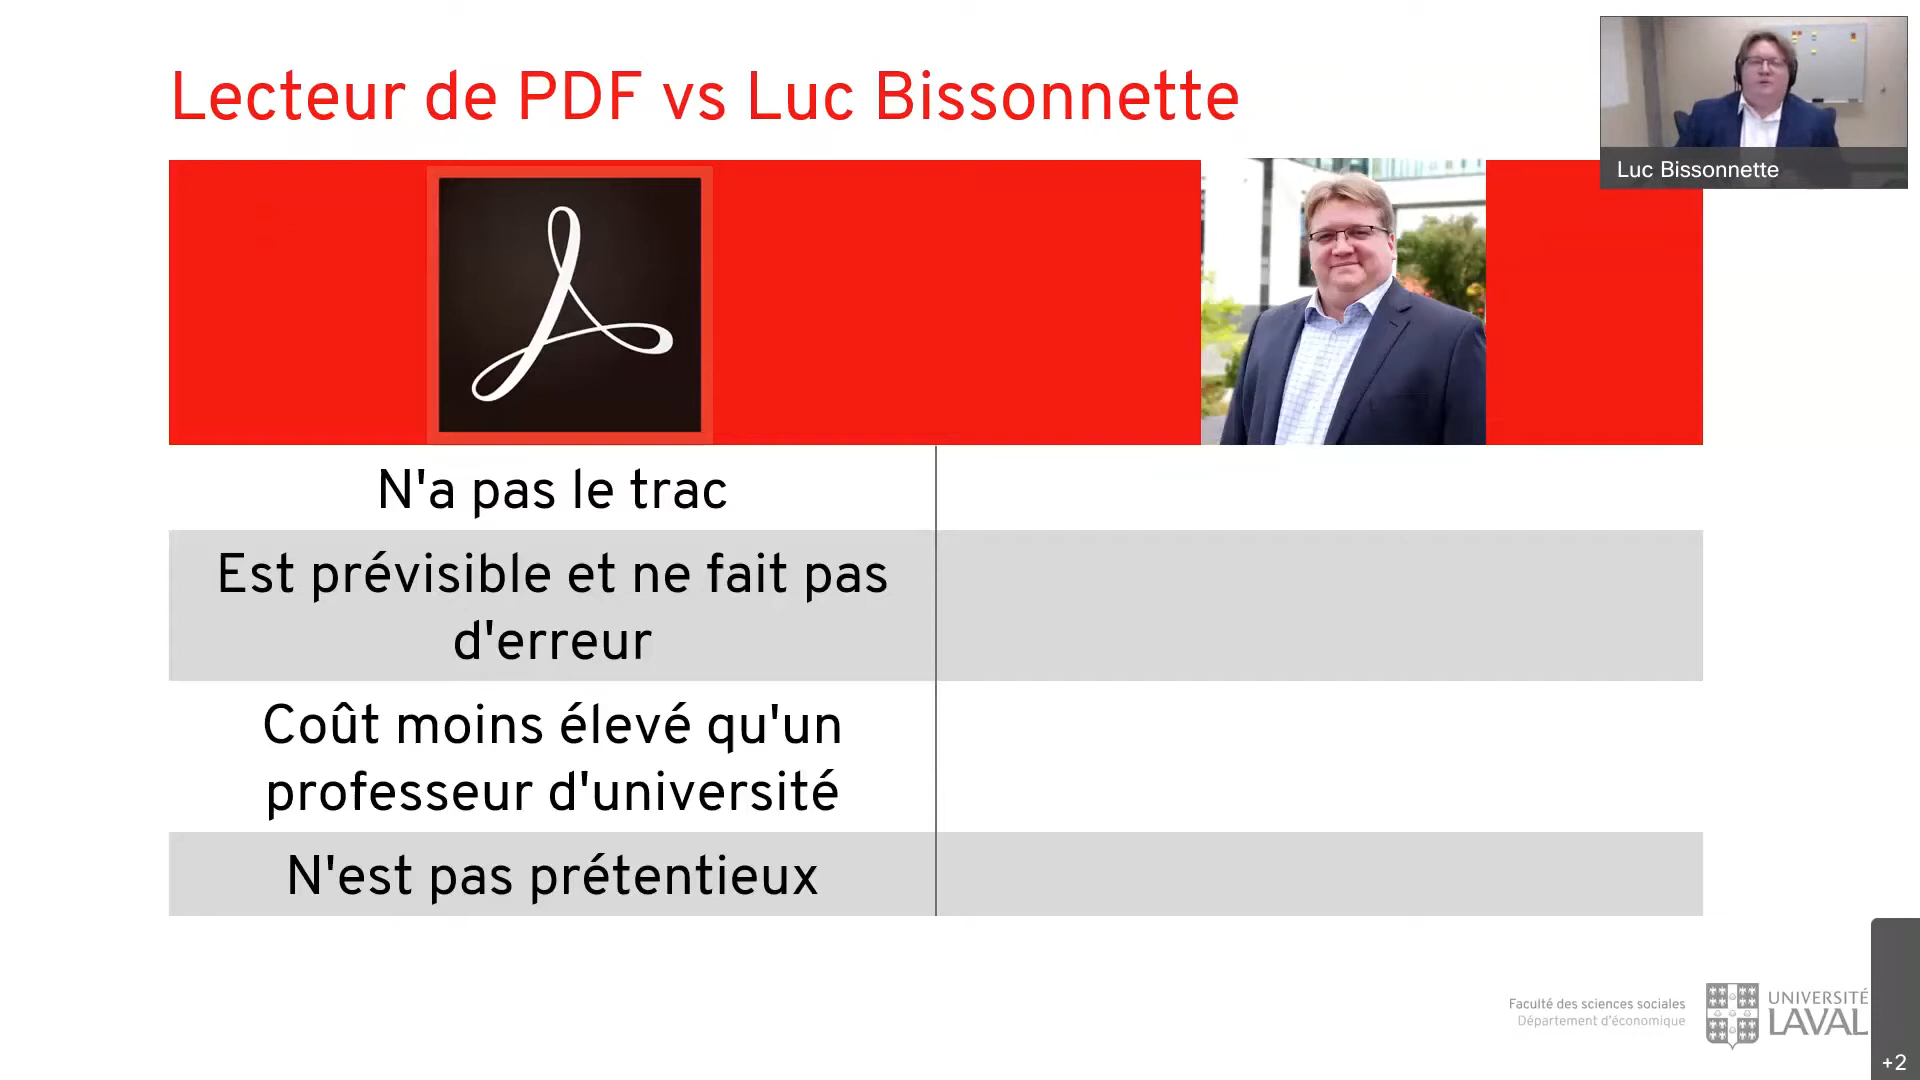 Lecteur de PDF vs Luc Bissonnette
Luc Bissonnette
N'a pas le trac
Est prévisible et ne fait pas
d'erreur
Coût moins élevé qu'un
professeur d'université
N'est pas prétentieux
Faculté des sciences sociales
Département d'économique
UNIVERSITÉ
LAVAL
+2